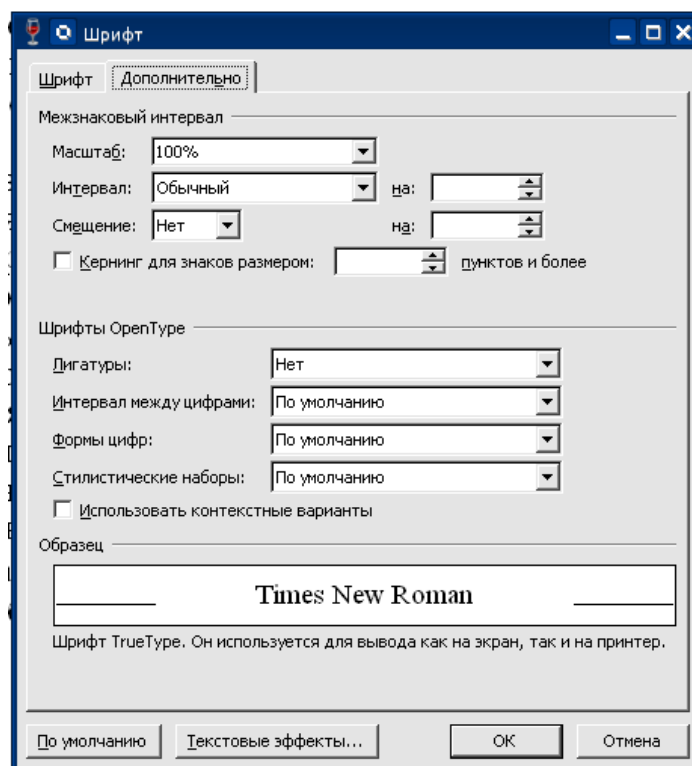 Шрифт
Шрифт Дополнительно
Межзнаковый интервал
Масштаб: 100%
Интервал: Обычный на:
Смещение: Нет на:
Кернинг для знаков размером: пунктов и более
Шрифты OpenType
Лигатуры: Нет
Интервал между цифрами: По умолчанию
Формы цифр: По умолчанию
Стилистические наборы: По умолчанию
Использовать контекстные варианты
Образец
Times New Roman
Шрифт TrueType. Он используется для вывода как на экран, так и на принтер.
По умолчанию Текстовые эффекты... ОК Отмена